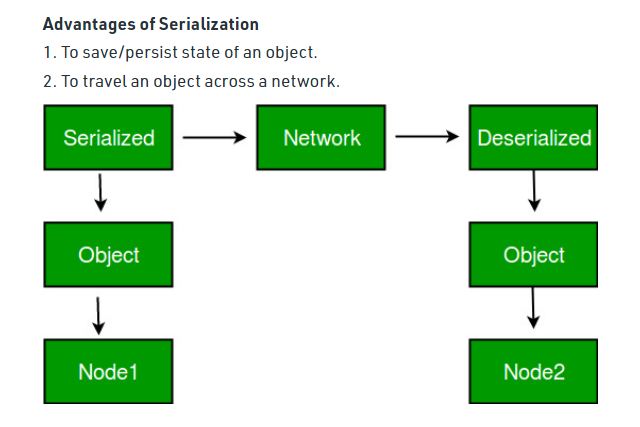 Advantages of Serialization
1. To save/persist state of an object.
2. To travel an object across a network.
Serialized
Network
Deserialized
Object
Object
Node1
Node2